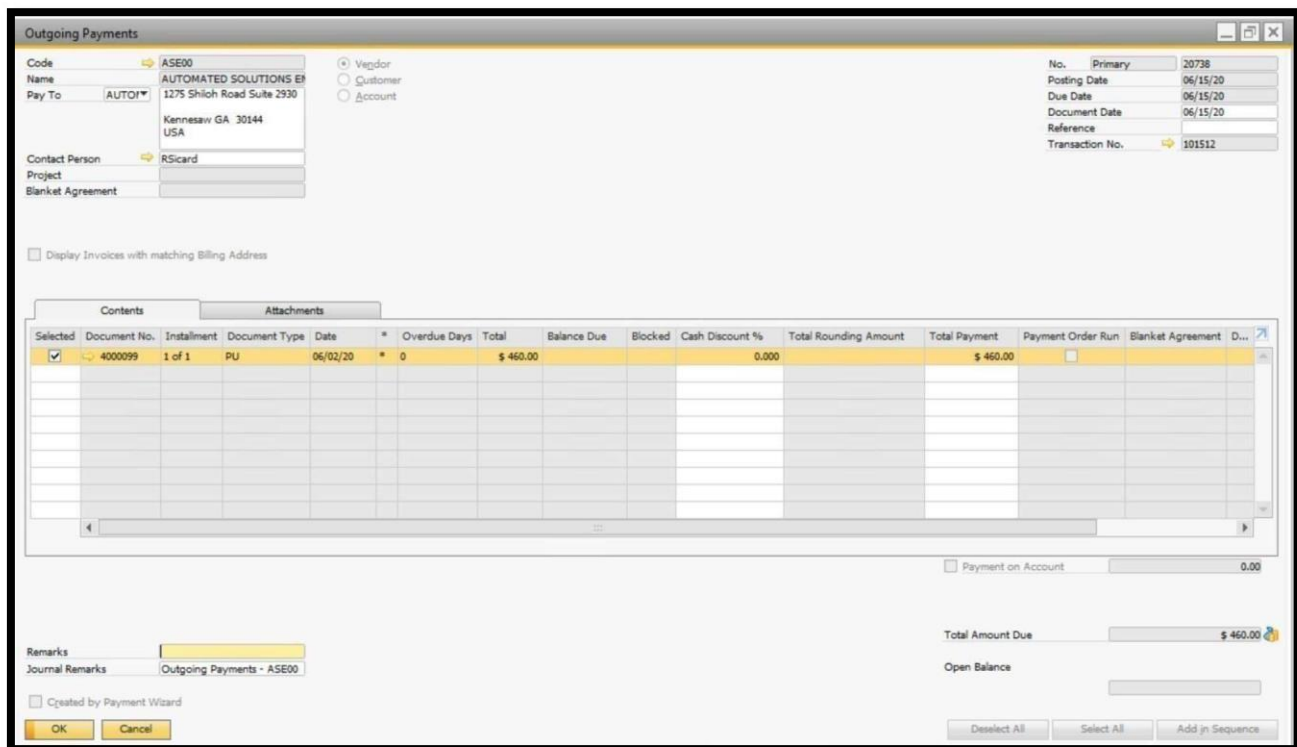 Outgoing Payments
Code ASE00
Name AUTOMATED SOLUTIONS EN
Pay To AUTOM 1275 Shiloh Road Suite 2930
Kennesaw GA 30144
USA
Contact Person RSicard
Project
Blanket Agreement
Vendor
Customer
Account
No. Primary 20738
Posting Date 06/15/20
Due Date 06/15/20
Document Date 06/15/20
Reference
Transaction No. 101512
Display Invoices with matching Billing Address
Contents Attachments
Selected Document No. Installment Document Type Date * Overdue Days Total Balance Due Blocked Cash Discount % Total Rounding Amount Total Payment Payment Order Run Blanket Agreement D...
4000099 1 of 1 PU 06/02/20 * 0 $ 460.00 0.000 $ 460.00
Payment on Account 0.00
Total Amount Due $ 460.00
Remarks
Journal Remarks Outgoing Payments - ASE00
Open Balance
Created by Payment Wizard
OK Cancel Deselect All Select All Add in Sequence